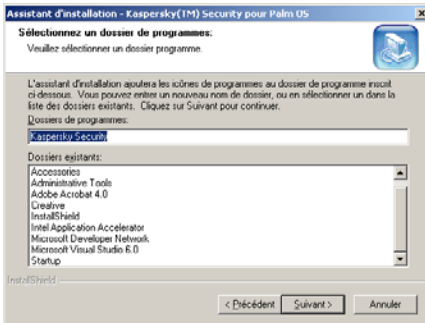 Assistant d'installation - Kaspersky(TM) Security pour Palm OS
Sélectionnez un dossier de programmes:
Veuillez sélectionner un dossier programme.
L'assistant d'installation ajoutera les icônes de programmes au dossier de programme inscrit
ci-dessous. Vous pouvez entrer un nouveau nom de dossier, ou en sélectionner un dans la
liste des dossiers existants. Cliquez sur Suivant pour continuer.
Dossiers de programmes:
Kaspersky Security
Dossiers existants:
Accessories
Administrative Tools
Adobe Acrobat 4.0
Creative
InstallShield
Intel Application Accelerator
Microsoft Developer Network
Microsoft Visual Studio 6.0
Startup
InstallShield
< Précédent
Suivant >
Annuler